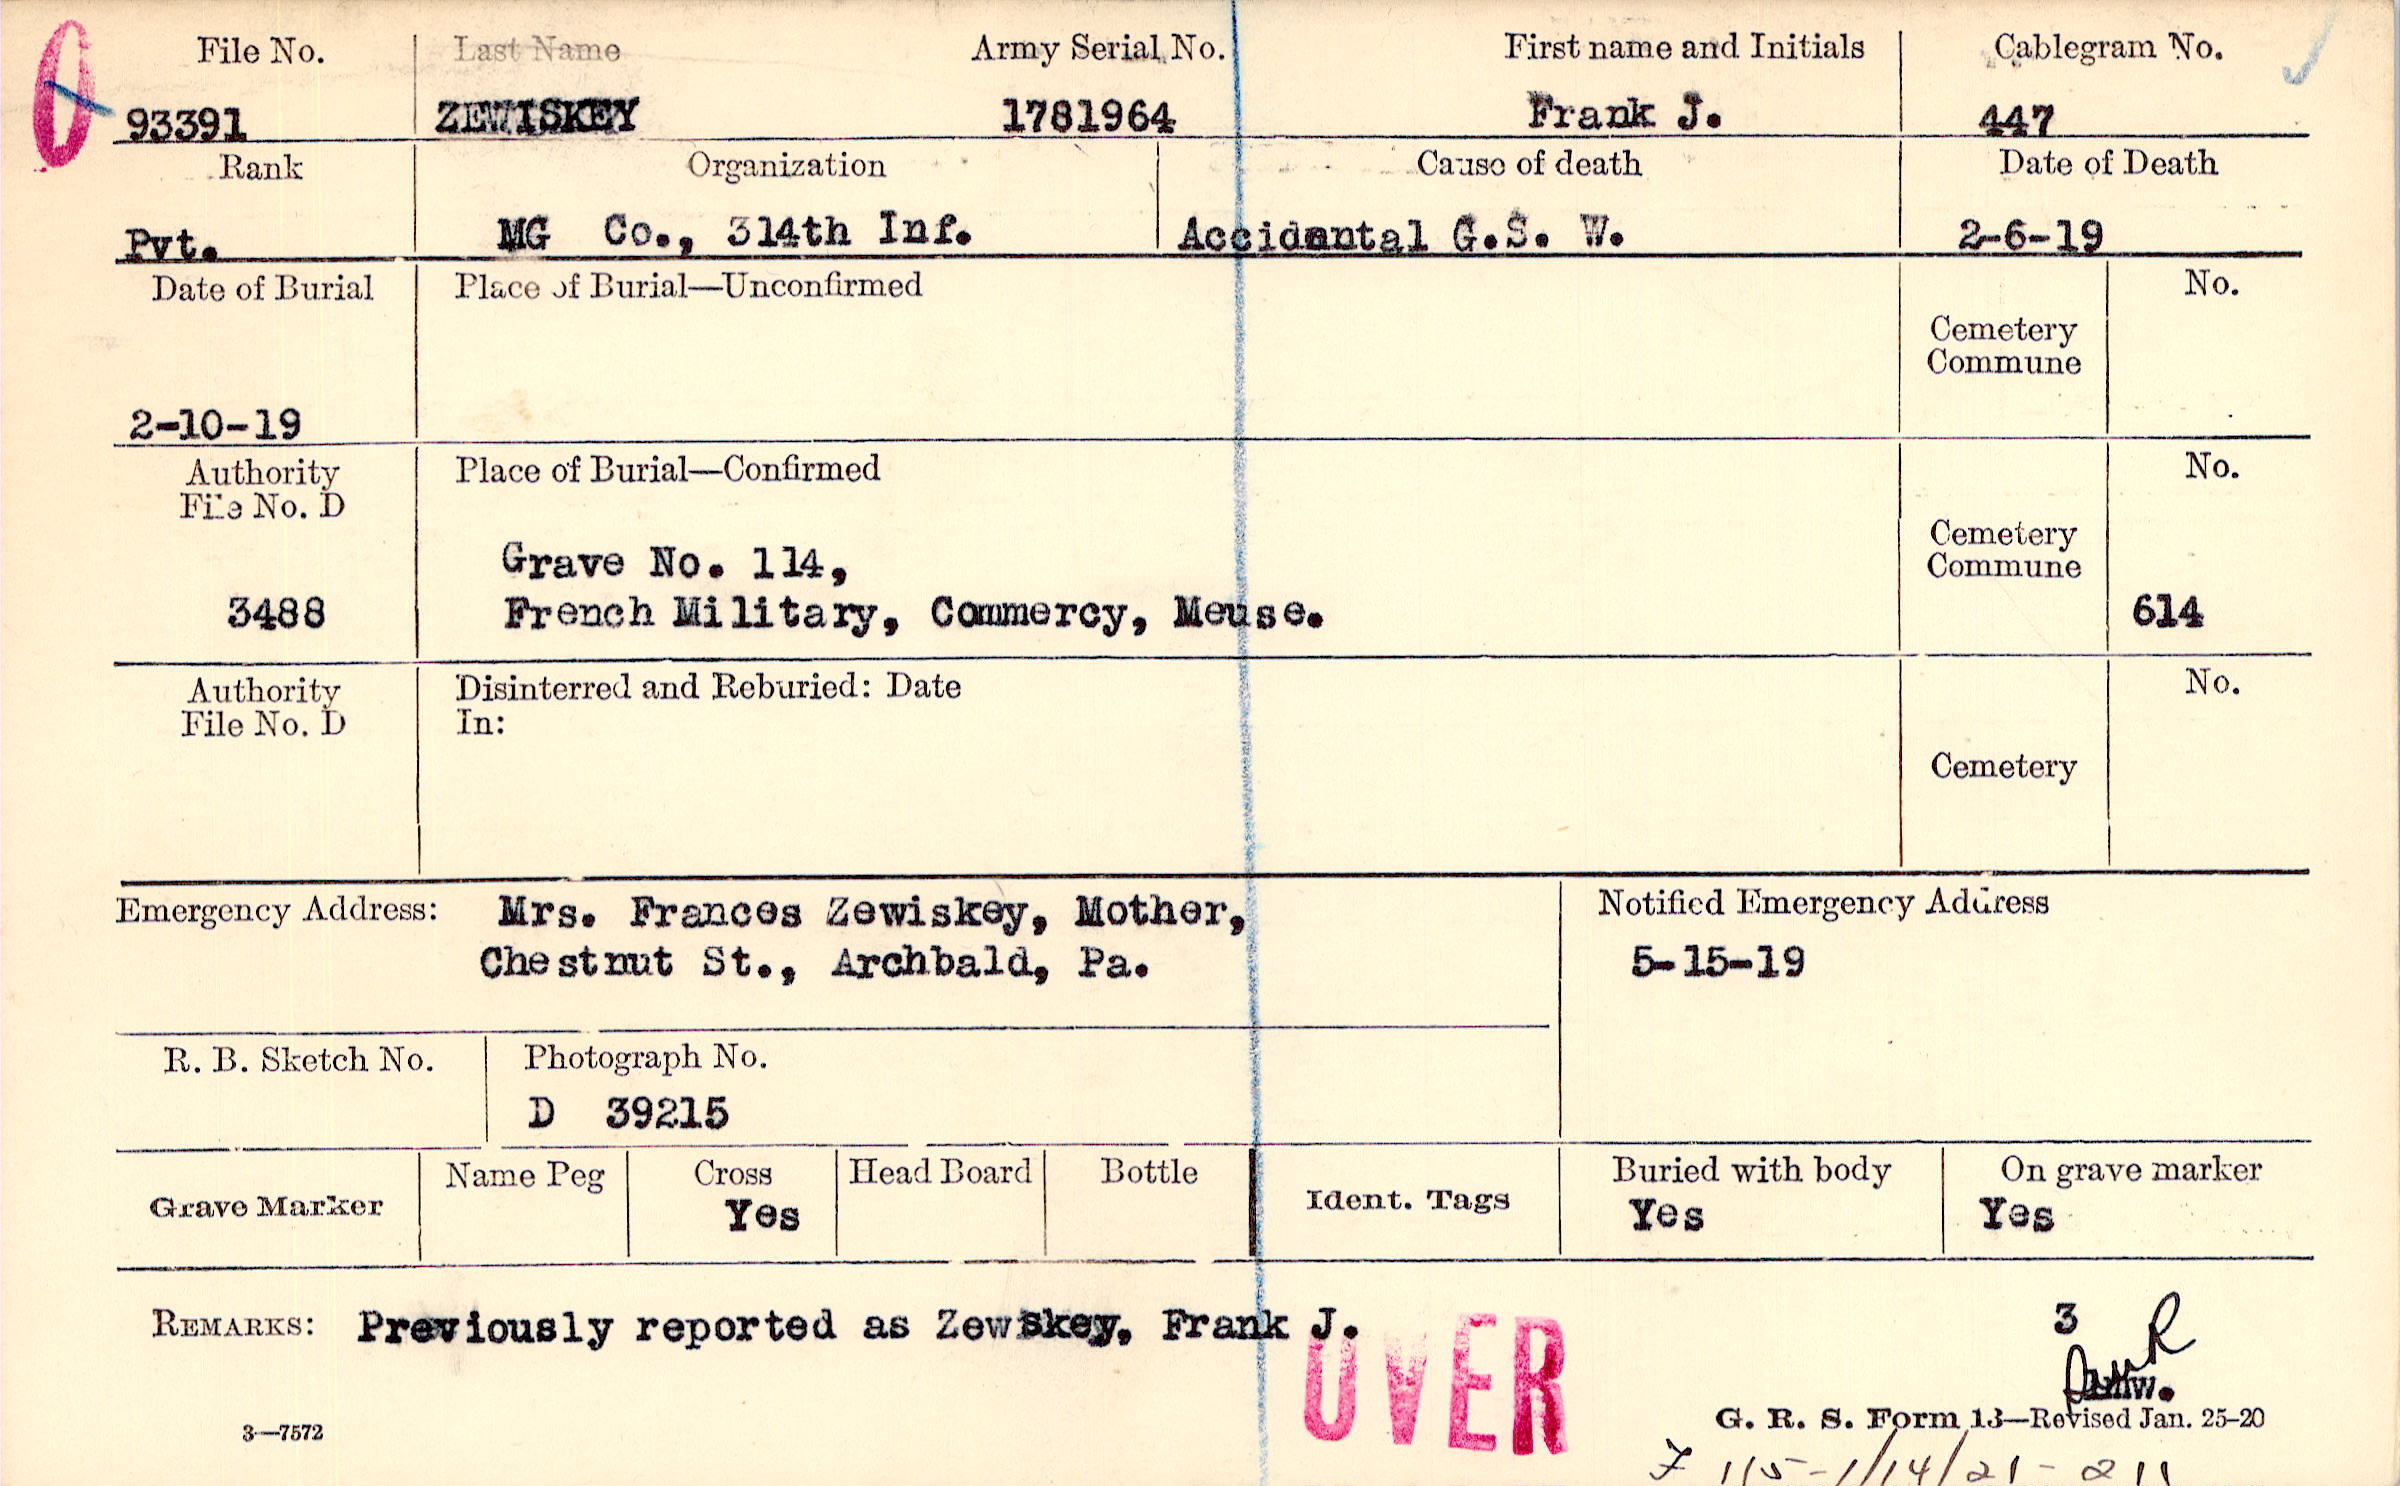 0
File No. Last Name Army Serial No. First name and Initials Cablegram No.
93391 ZEWISKEY 1781964 Frank J. 447
Rank Organization Cause of death Date of Death
Pvt. MG Co., 314th Inf. Accidantal G.S. W. 2-6-19
Date of Burial Place of Burial—Unconfirmed No.
Cemetery
Commune
2-10-19
Authority Place of Burial—Confirmed No.
File No. D
Cemetery
Grave No. 114, Commune
3488 French Military, Commercy, Meuse. 614
Authority Disinterred and Reburied: Date No.
File No. D In:
Cemetery
Emergency Address: Mrs. Frances Zewiskey, Mother, Notified Emergency Address
Chestnut St., Archbald, Pa. 5-15-19
R. B. Sketch No. Photograph No.
D 39215
Grave Marker Name Peg Cross Head Board Bottle Ident. Tags Buried with body On grave marker
Yes Yes Yes
REMARKS: Previously reported as Zewskey, Frank J. 3
OVER R
3—7572 G. R. S. Form 13—Revised Jan. 25-20